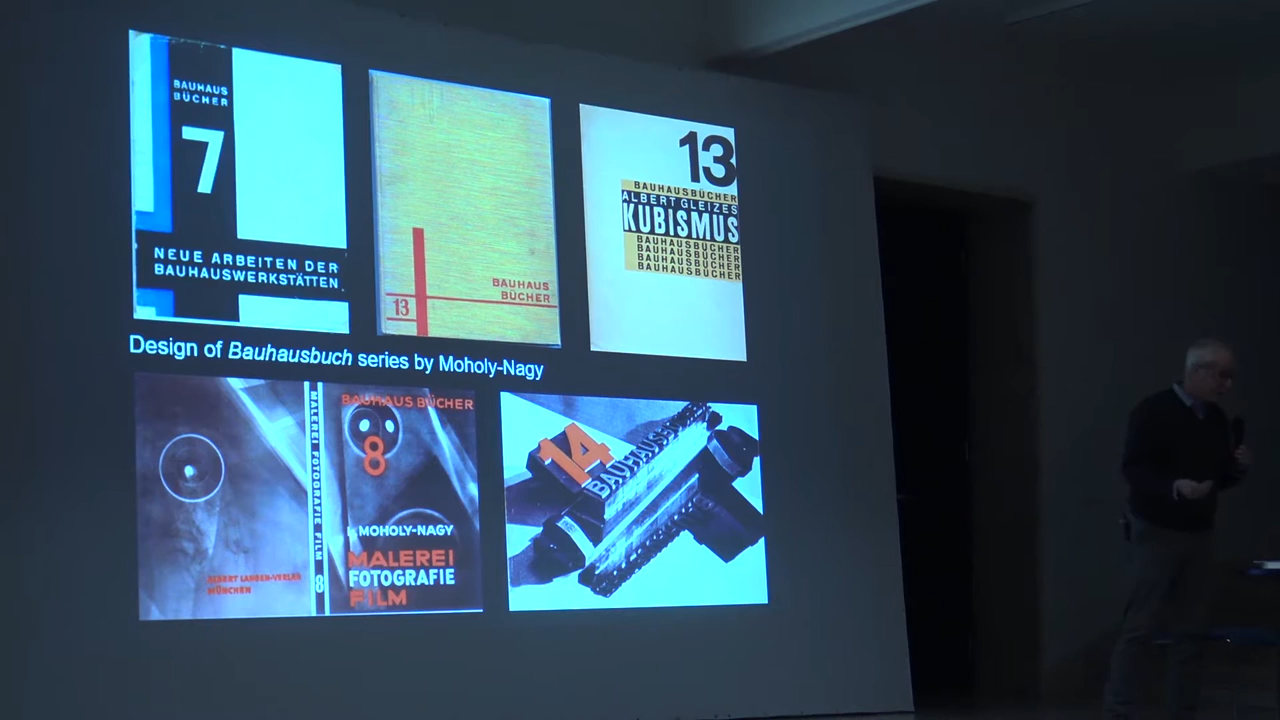 BAUHAUS
BÜCHER
7
NEUE ARBEITEN DER
BAUHAUSWERKSTÄTTEN
13
BAUHAUS
BÜCHER
13
BAUHAUSBÜCHER
ALBERT GLEIZES
KUBISMUS
BAUHAUSBÜCHER
BAUHAUSBÜCHER
BAUHAUSBÜCHER
BAUHAUSBÜCHER
Design of Bauhausbuch series by Moholy-Nagy
ALBERT LANGEN-VERLAG
MÜNCHEN
MALEREI FOTOGRAFIE FILM 8
BAUHAUS BÜCHER
8
L. MOHOLY-NAGY
MALEREI
FOTOGRAFIE
FILM
14